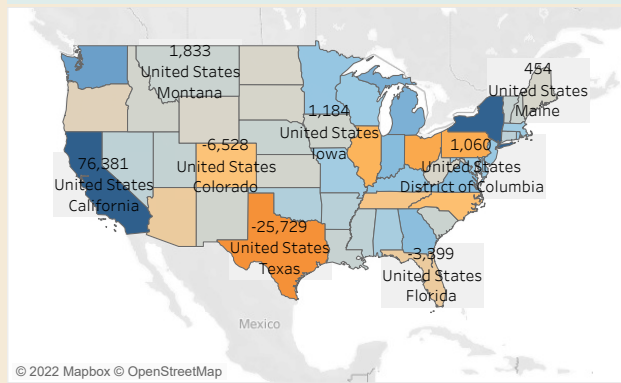 1,833
United States
Montana
454
United States
Maine
1,184
United States
Iowa
-6,528
United States
Colorado
1,060
United States
District of Columbia
76,381
United States
California
-25,729
United States
Texas
-3,399
United States
Florida
Mexico
© 2022 Mapbox © OpenStreetMap